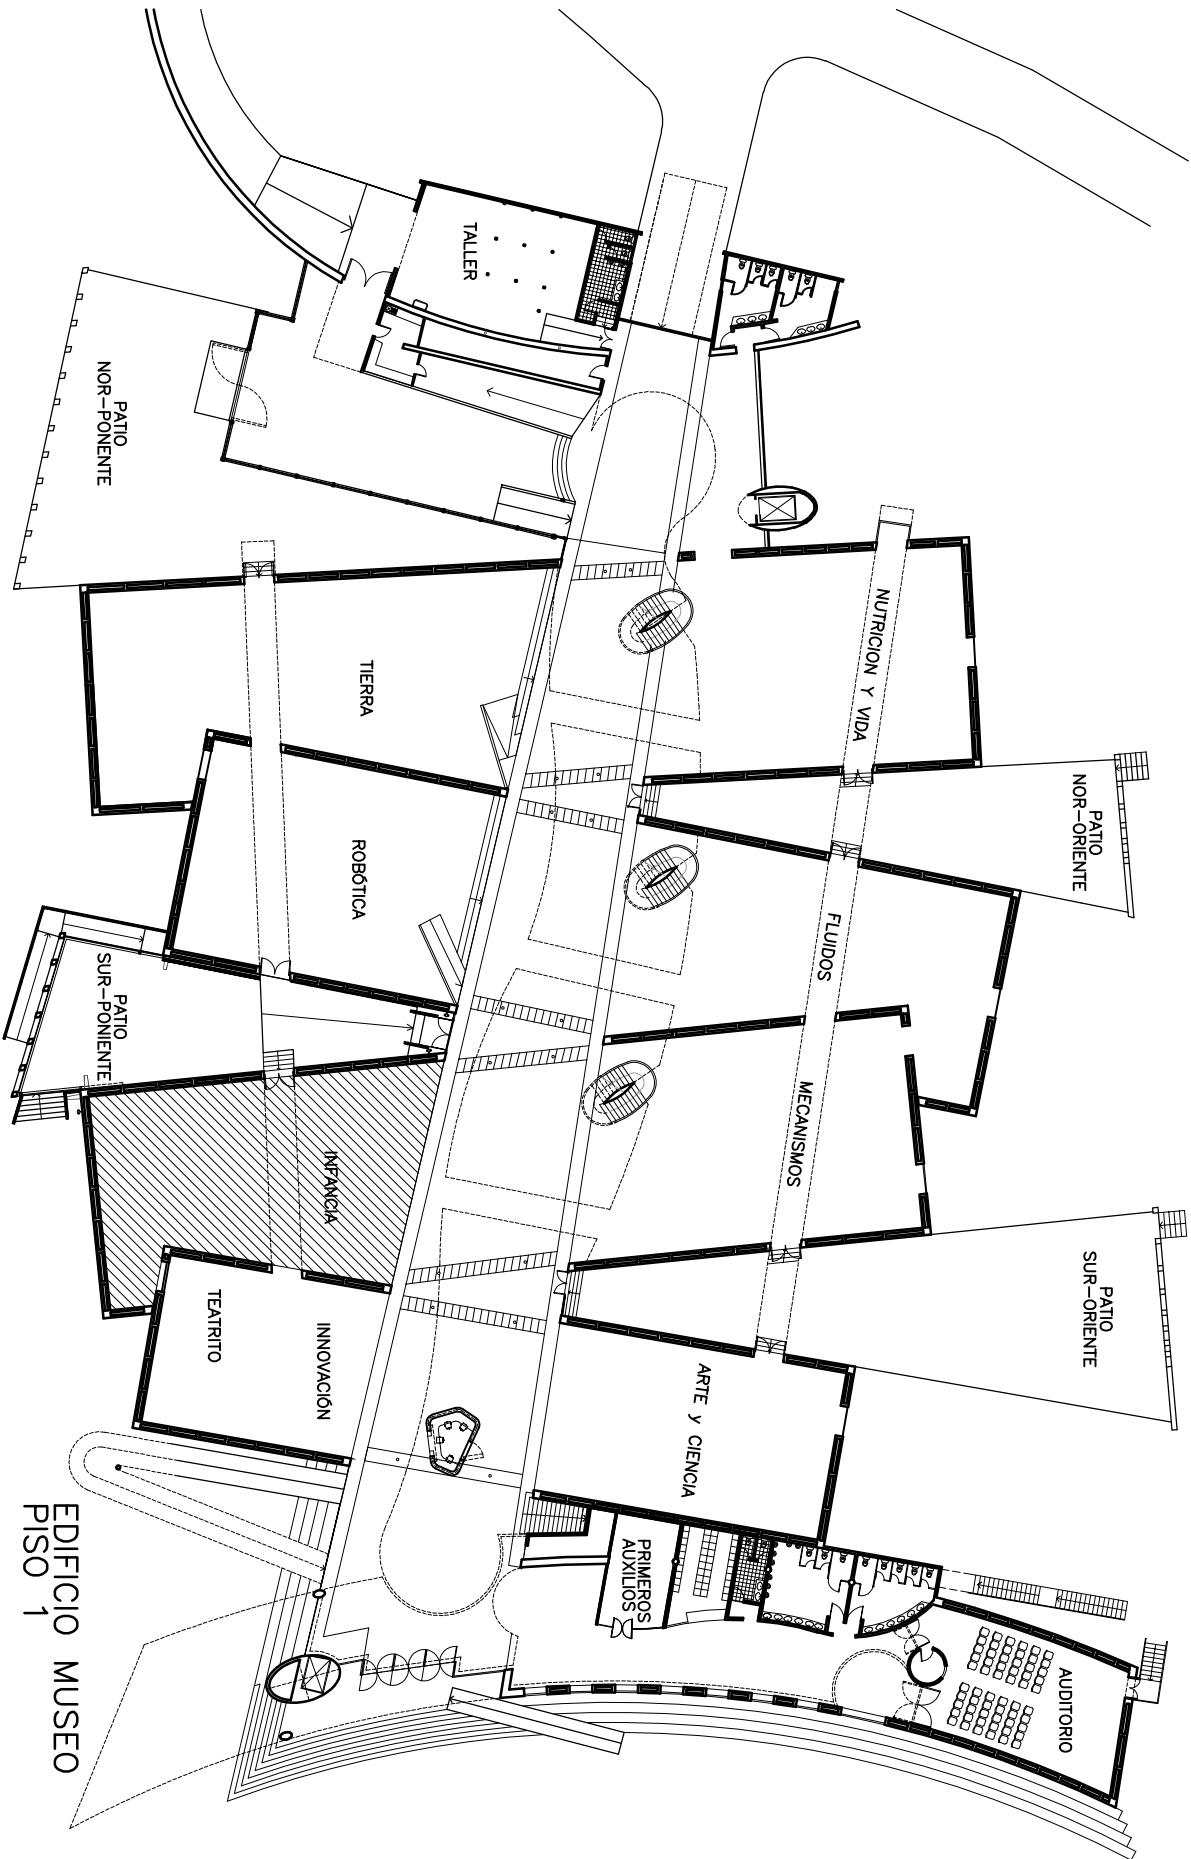 TALLER
PATIO
NOR-PONENTE
NUTRICION Y VIDA
TIERRA
PATIO
NOR-ORIENTE
ROBÓTICA
FLUIDOS
PATIO
SUR-PONIENTE
MECANISMOS
INFANCIA
PATIO
SUR-ORIENTE
TEATRITO
INNOVACIÓN
ARTE y CIENCIA
PRIMEROS
AUXILIOS
AUDITORIO
EDIFICIO MUSEO
PISO 1